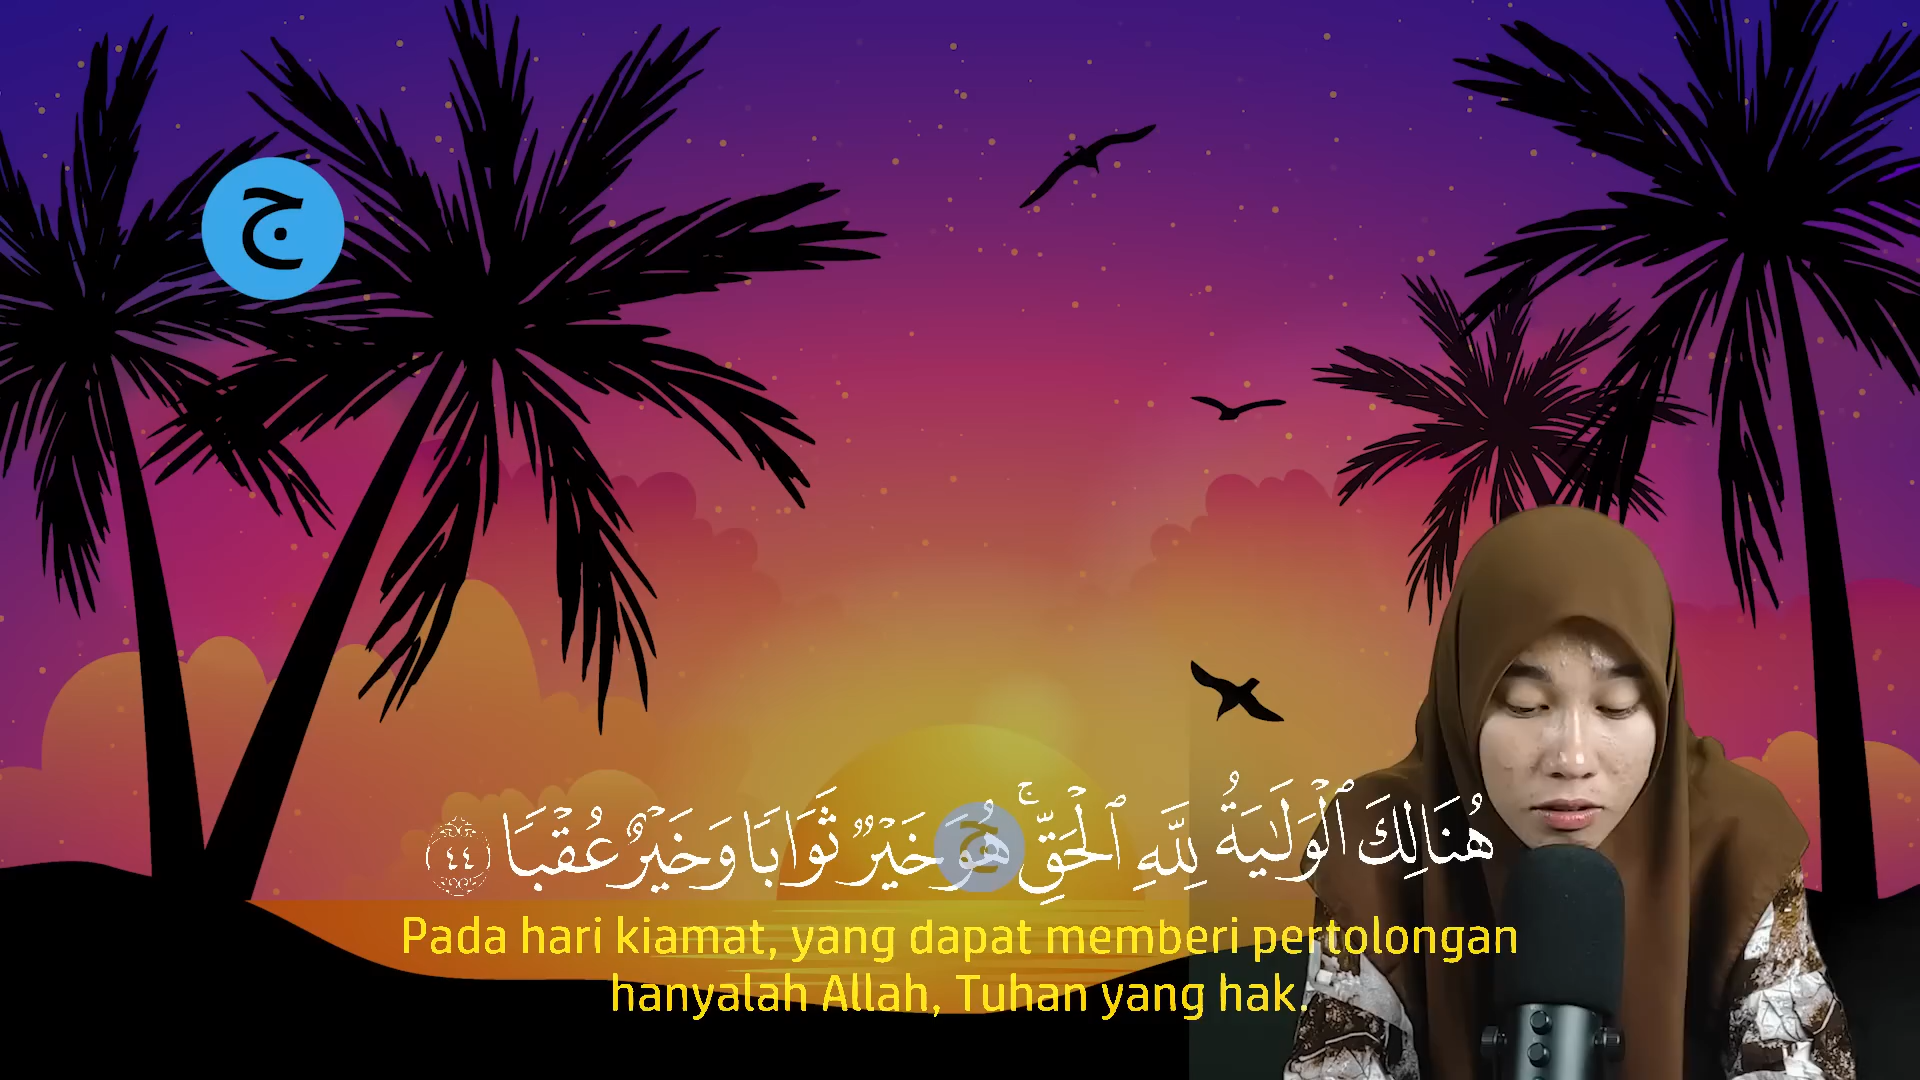 ج
هُنَالِكَ ٱلْوَلَٰيَةُ لِلَّهِ ٱلْحَقِّ ۚ هُوَ خَيْرٌ ثَوَابًا وَخَيْرٌ عُقْبًا ٤٤
ج
Pada hari kiamat, yang dapat memberi pertolongan
hanyalah Allah, Tuhan yang hak.